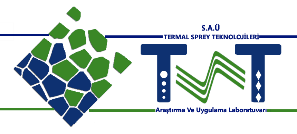 S.A.Ü
TERMAL SPREY TEKNOLOJİLERİ
TST
Araştırma Ve Uygulama Laboratuvarı